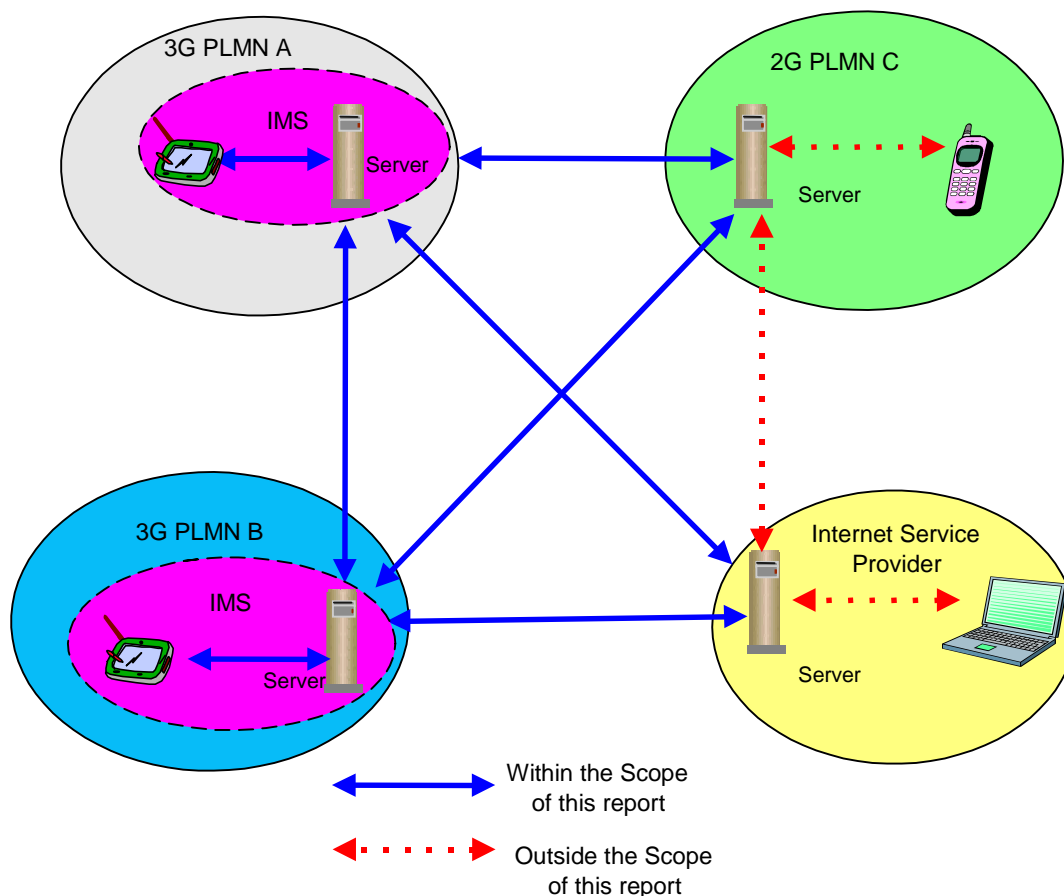 3G PLMN A
IMS
Server
2G PLMN C
Server
3G PLMN B
IMS
Server
Internet Service
Provider
Server
Within the Scope
of this report
Outside the Scope
of this report